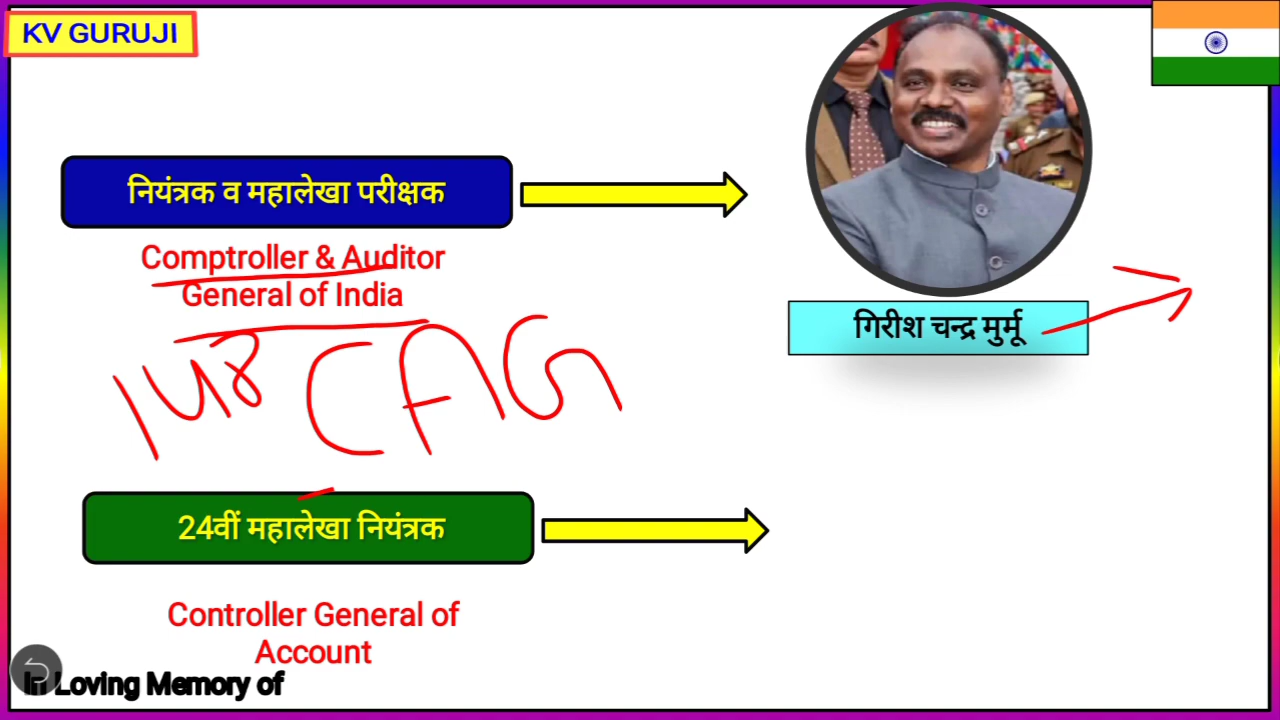 KV GURUJI
नियंत्रक व महालेखा परीक्षक
Comptroller & Auditor
General of India
गिरीश चन्द्र मुर्मू
CAG
24वीं महालेखा नियंत्रक
Controller General of
Account
In Loving Memory of